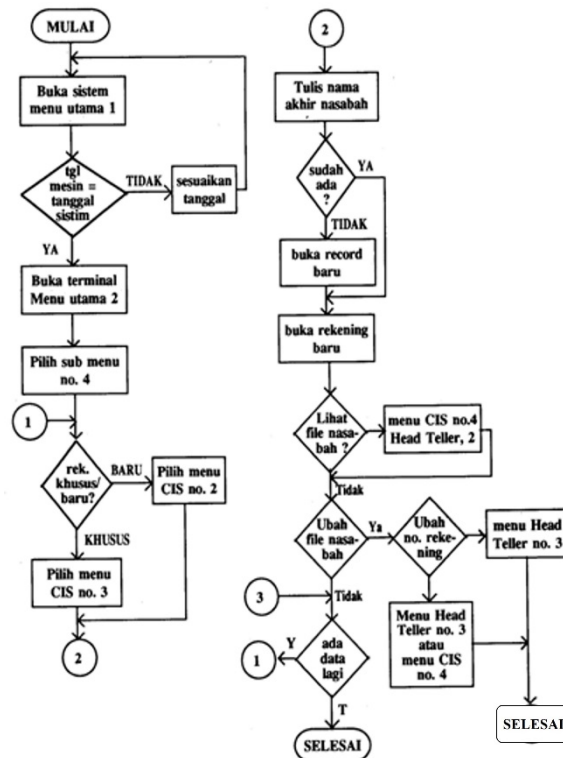 MULAI
Buka sistem
menu utama 1
tgl
mesin =
tanggal
sistim
TIDAK
sesuaikan
tanggal
YA
Buka terminal
Menu utama 2
Pilih sub menu
no. 4
1
rek.
khusus/
baru?
BARU
Pilih menu
CIS no. 2
KHUSUS
Pilih menu
CIS no. 3
2
2
Tulis nama
akhir nasabah
sudah
ada
?
YA
TIDAK
buka record
baru
buka rekening
baru
Lihat
file nasa-
bah ?
menu CIS no.4
Head Teller, 2
Tidak
Ubah
file nasa-
bah
Ya
Ubah
no. reke-
ning
menu Head
Teller no. 3
3
Tidak
Menu Head
Teller no. 3
atau
menu CIS
no. 4
1
Y
ada
data
lagi
T
SELESAI
SELESAI